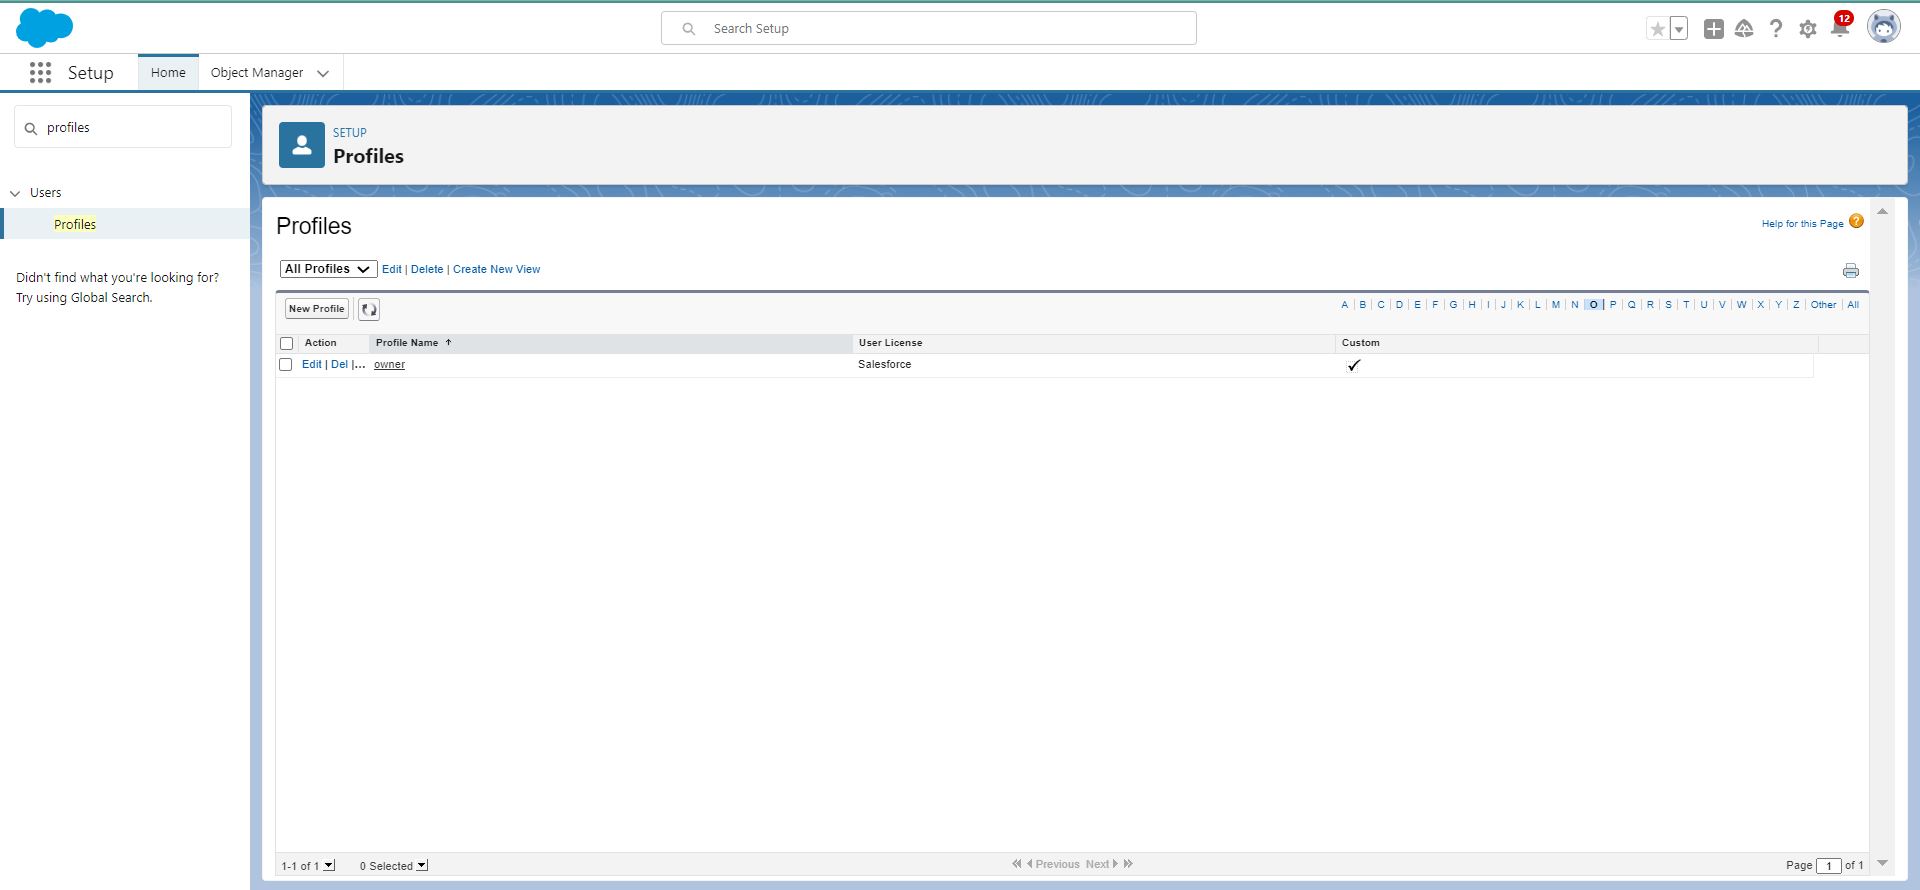 Search Setup
12
Setup
Home
Object Manager
profiles
Users
Profiles
Didn't find what you're looking for?
Try using Global Search.
SETUP
Profiles
Profiles
Help for this Page ?
All Profiles Edit | Delete | Create New View
New Profile
A | B | C | D | E | F | G | H | I | J | K | L | M | N | O | P | Q | R | S | T | U | V | W | X | Y | Z | Other | All
Action Profile Name ↑ User License Custom
Edit | Del |... owner Salesforce ✓
1-1 of 1 0 Selected Previous Next Page 1 of 1